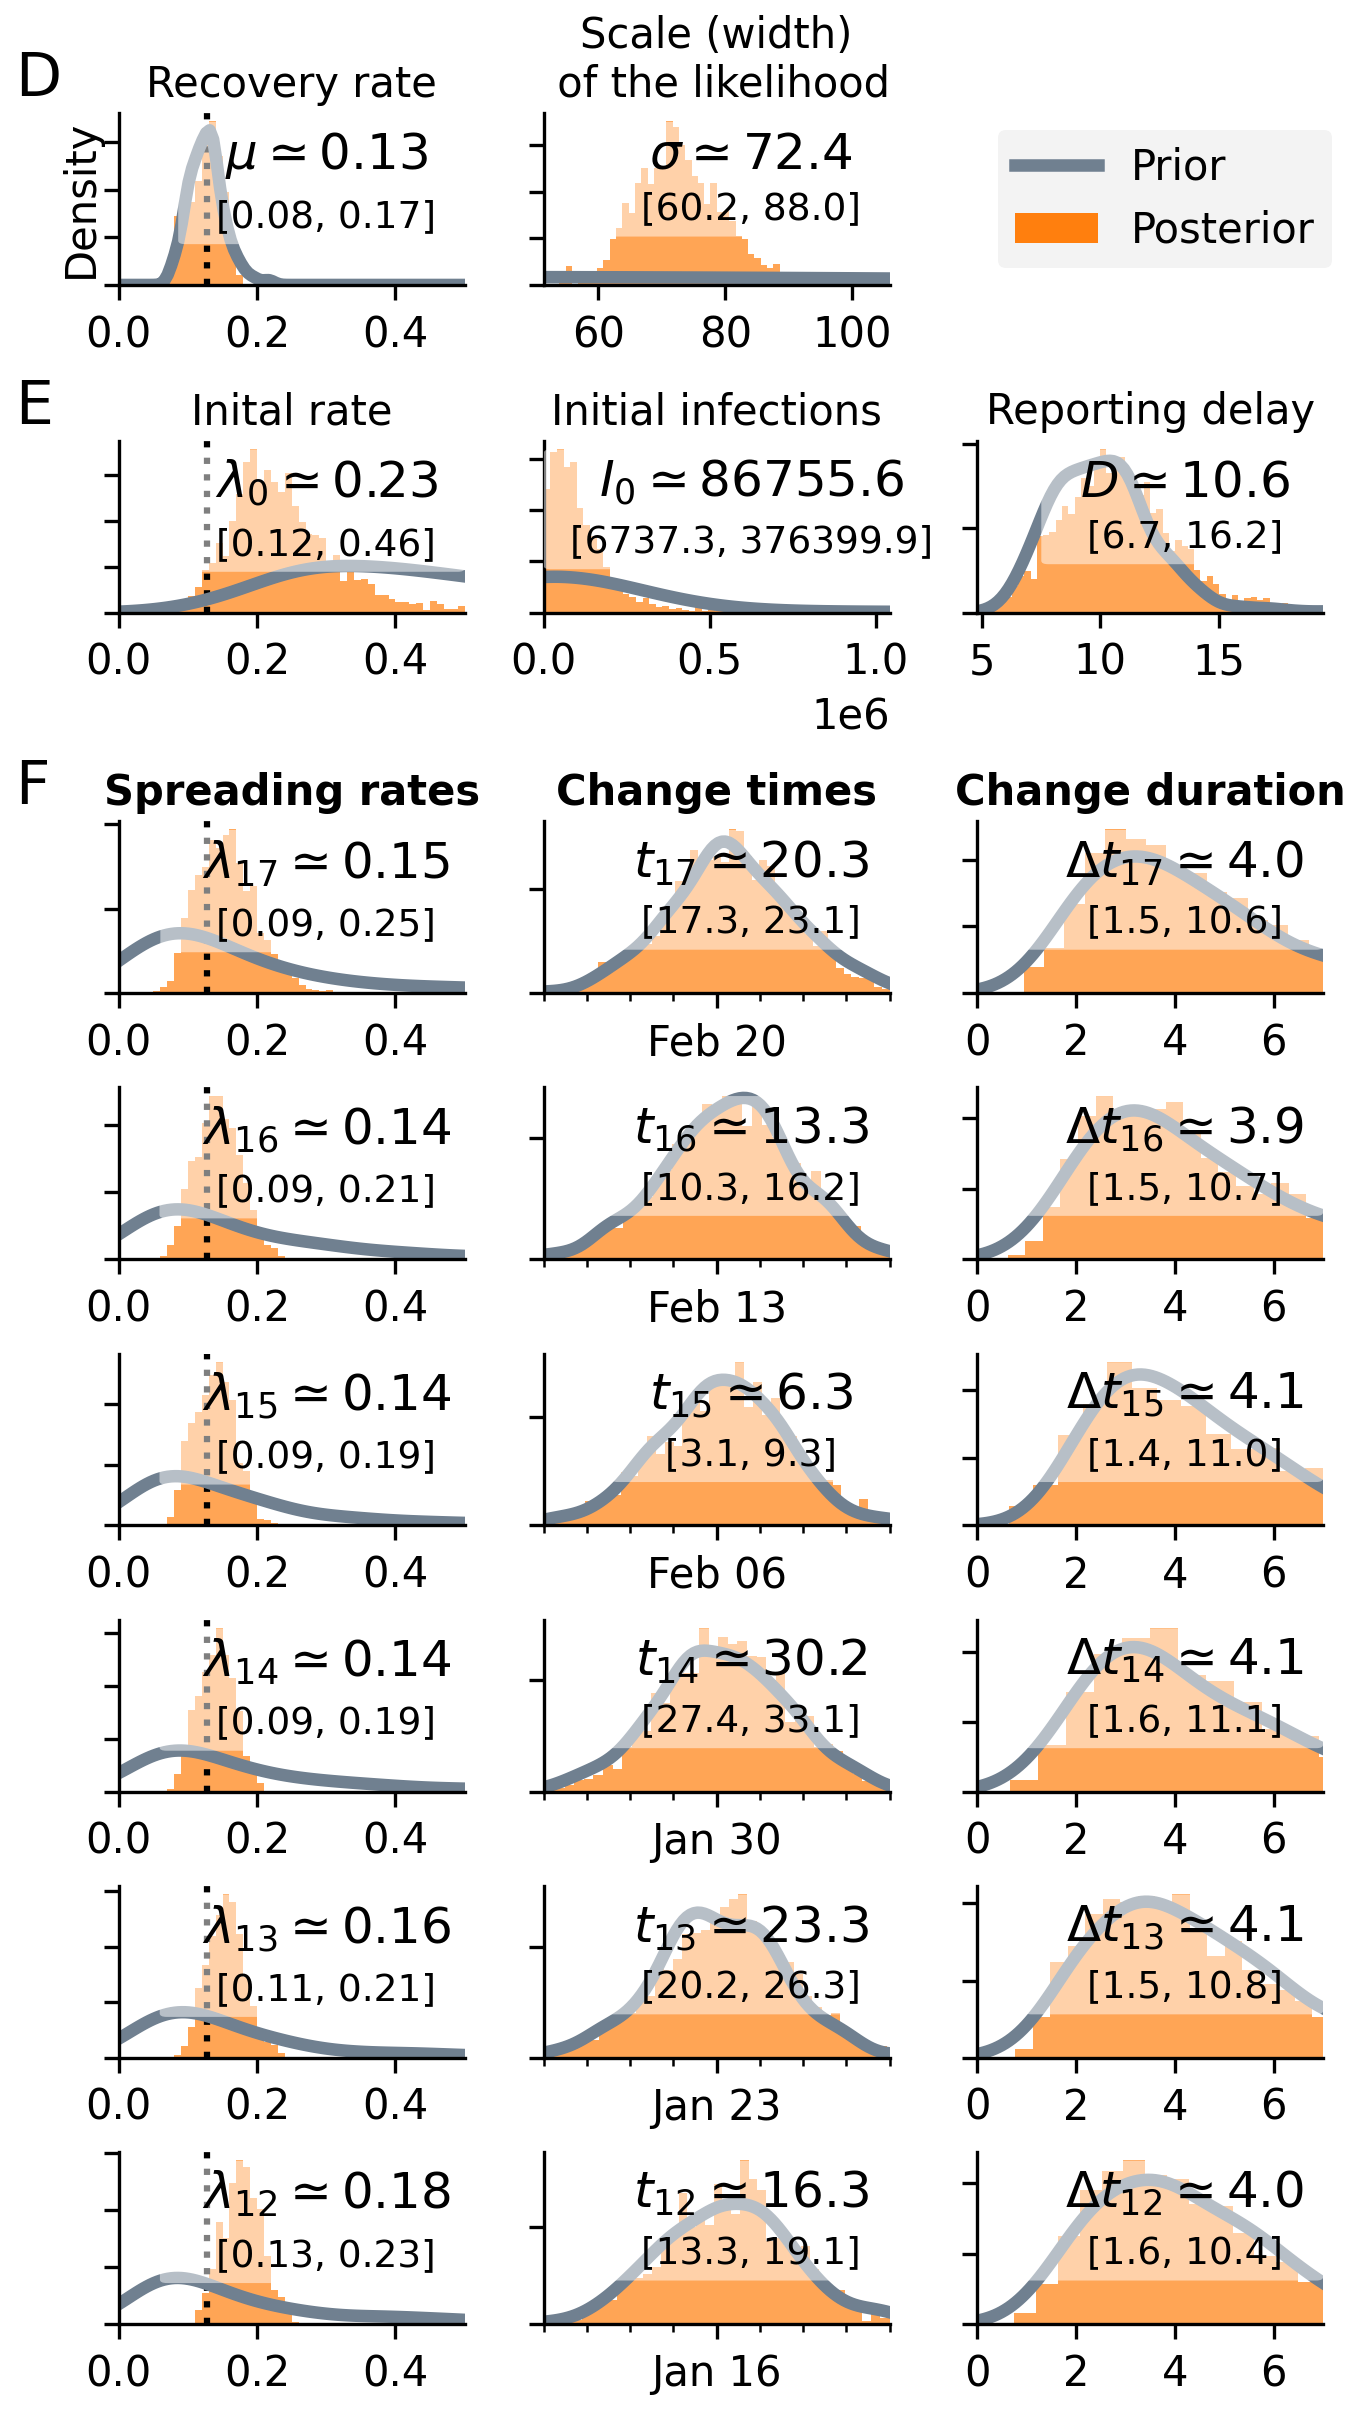 D
Recovery rate
Scale (width)
of the likelihood
Density
μ ≃ 0.13
[0.08, 0.17]
σ ≃ 72.4
[60.2, 88.0]
Prior
Posterior
0.0 0.2 0.4
60 80 100
E
Inital rate
Initial infections
Reporting delay
λ0 ≃ 0.23
[0.12, 0.46]
I0 ≃ 86755.6
[6737.3, 376399.9]
D ≃ 10.6
[6.7, 16.2]
0.0 0.2 0.4
0.0 0.5 1.0
1e6
5 10 15
F
Spreading rates
Change times
Change duration
λ17 ≃ 0.15
[0.09, 0.25]
t17 ≃ 20.3
[17.3, 23.1]
Δt17 ≃ 4.0
[1.5, 10.6]
0.0 0.2 0.4
Feb 20
0 2 4 6
λ16 ≃ 0.14
[0.09, 0.21]
t16 ≃ 13.3
[10.3, 16.2]
Δt16 ≃ 3.9
[1.5, 10.7]
0.0 0.2 0.4
Feb 13
0 2 4 6
λ15 ≃ 0.14
[0.09, 0.19]
t15 ≃ 6.3
[3.1, 9.3]
Δt15 ≃ 4.1
[1.4, 11.0]
0.0 0.2 0.4
Feb 06
0 2 4 6
λ14 ≃ 0.14
[0.09, 0.19]
t14 ≃ 30.2
[27.4, 33.1]
Δt14 ≃ 4.1
[1.6, 11.1]
0.0 0.2 0.4
Jan 30
0 2 4 6
λ13 ≃ 0.16
[0.11, 0.21]
t13 ≃ 23.3
[20.2, 26.3]
Δt13 ≃ 4.1
[1.5, 10.8]
0.0 0.2 0.4
Jan 23
0 2 4 6
λ12 ≃ 0.18
[0.13, 0.23]
t12 ≃ 16.3
[13.3, 19.1]
Δt12 ≃ 4.0
[1.6, 10.4]
0.0 0.2 0.4
Jan 16
0 2 4 6